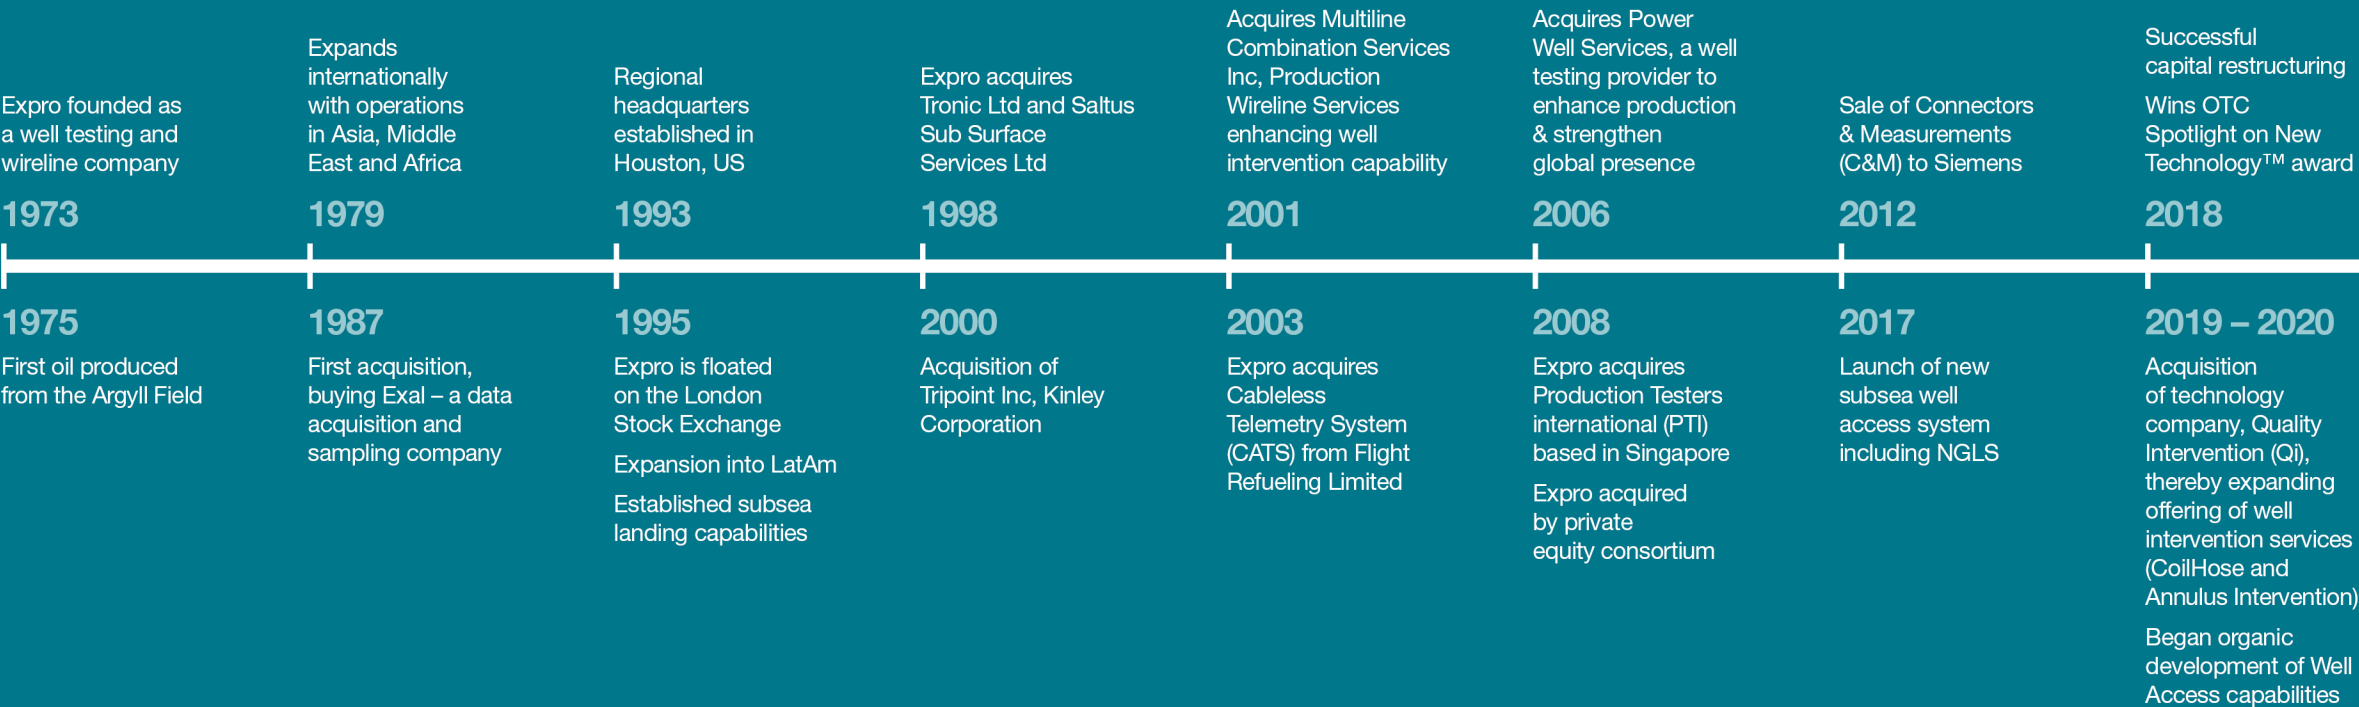 Expro founded as
a well testing and
wireline company
1973
1975
First oil produced
from the Argyll Field
Expands
internationally
with operations
in Asia, Middle
East and Africa
1979
1987
First acquisition,
buying Exal – a data
acquisition and
sampling company
Regional
headquarters
established in
Houston, US
1993
1995
Expro is floated
on the London
Stock Exchange
Expansion into LatAm
Established subsea
landing capabilities
Expro acquires
Tronic Ltd and Saltus
Sub Surface
Services Ltd
1998
2000
Acquisition of
Tripoint Inc, Kinley
Corporation
Acquires Multiline
Combination Services
Inc, Production
Wireline Services
enhancing well
intervention capability
2001
2003
Expro acquires
Cableless
Telemetry System
(CATS) from Flight
Refueling Limited
Acquires Power
Well Services, a well
testing provider to
enhance production
& strengthen
global presence
2006
2008
Expro acquires
Production Testers
international (PTI)
based in Singapore
Expro acquired
by private
equity consortium
Sale of Connectors
& Measurements
(C&M) to Siemens
2012
2017
Launch of new
subsea well
access system
including NGLS
Successful
capital restructuring
Wins OTC
Spotlight on New
Technology™ award
2018
2019 – 2020
Acquisition
of technology
company, Quality
Intervention (Qi),
thereby expanding
offering of well
intervention services
(CoilHose and
Annulus Intervention)
Began organic
development of Well
Access capabilities